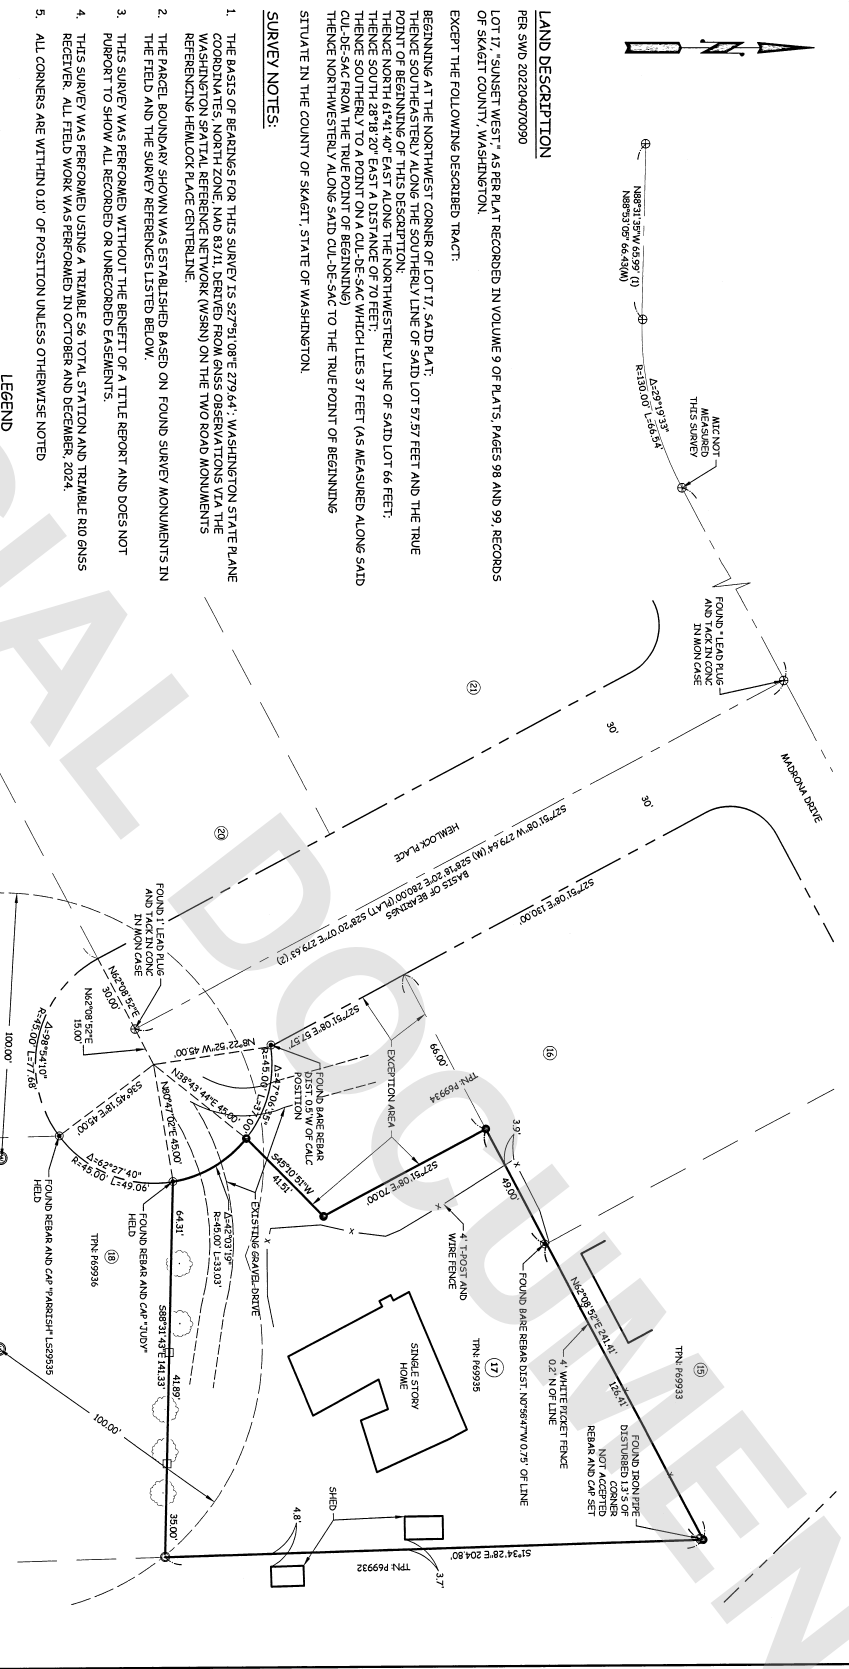 LAND DESCRIPTION
PER SWD 202204070090
LOT 17, "SUNSET WEST," AS PER PLAT RECORDED IN VOLUME 9 OF PLATS, PAGES 98 AND 99, RECORDS
OF SKAGIT COUNTY, WASHINGTON.
EXCEPT THE FOLLOWING DESCRIBED TRACT:
BEGINNING AT THE NORTHWEST CORNER OF LOT 17, SAID PLAT;
THENCE SOUTHEASTERLY ALONG THE SOUTHERLY LINE OF SAID LOT 57.57 FEET AND THE TRUE
POINT OF BEGINNING OF THIS DESCRIPTION;
THENCE NORTH 61°41'40" EAST ALONG THE NORTHWESTERLY LINE OF SAID LOT 66 FEET;
THENCE SOUTH 28°18'20" EAST A DISTANCE OF 70 FEET;
THENCE SOUTHERLY TO A POINT ON A CUL-DE-SAC WHICH LIES 37 FEET (AS MEASURED ALONG SAID
CUL-DE-SAC FROM THE TRUE POINT OF BEGINNING)
THENCE NORTHWESTERLY ALONG SAID CUL-DE-SAC TO THE TRUE POINT OF BEGINNING
SITUATE IN THE COUNTY OF SKAGIT, STATE OF WASHINGTON.
SURVEY NOTES:
1. THE BASIS OF BEARINGS FOR THIS SURVEY IS S27°51'08"E 279.64'; WASHINGTON STATE PLANE
COORDINATES, NORTH ZONE, NAD 83/11, DERIVED FROM GNSS OBSERVATIONS VIA THE
WASHINGTON SPATIAL REFERENCE NETWORK (WSRN) ON THE TWO ROAD MONUMENTS
REFERENCING HEMLOCK PLACE CENTERLINE.
2. THE PARCEL BOUNDARY SHOWN WAS ESTABLISHED BASED ON FOUND SURVEY MONUMENTS IN
THE FIELD AND THE SURVEY REFERENCES LISTED BELOW.
3. THIS SURVEY WAS PERFORMED WITHOUT THE BENEFIT OF A TITLE REPORT AND DOES NOT
PURPORT TO SHOW ALL RECORDED OR UNRECORDED EASEMENTS.
4. THIS SURVEY WAS PERFORMED USING A TRIMBLE S6 TOTAL STATION AND TRIMBLE R10 GNSS
RECEIVER. ALL FIELD WORK WAS PERFORMED IN OCTOBER AND DECEMBER, 2024.
5. ALL CORNERS ARE WITHIN 0.10' OF POSITION UNLESS OTHERWISE NOTED
LEGEND
N88°31'35"W 65.99' (1)
N88°53'05" 66.43(M)
Δ=29°19'33"
R=130.00' L=66.54'
MIC NOT
MEASURED
THIS SURVEY
FOUND " LEAD PLUG
AND TACK IN CONC
IN MON CASE
MADRONA DRIVE
30'
30'
21
20
HEMLOCK PLACE
S27°51'08"W 279.64'(M) S28°18'20"E 280.00'(PLAT) S28°20'07"E 279.63'(2)
BASIS OF BEARINGS
S27°51'08"E 130.00'
FOUND 1' LEAD PLUG
AND TACK IN CONC
IN MON CASE
N62°08'52"E
30.00'
N62°08'52"E
15.00'
Δ=98°54'10"
R=45.00' L=77.68'
100.00'
N8°22'52"W 45.00'
N38°43'44"E 45.00'
N80°47'02"E 45.00'
S36°45'18"E 45.00'
S27°51'08"E 57.57'
EXCEPTION AREA
66.00'
TPN: P69934
16
FOUND BARE REBAR
DIST. 0.5'W OF CALC
POSITION
Δ=47°06'35"
R=45.00'
S45°10'51"W
41.51'
S27°51'08"E 70.00'
3.9'
49.00'
4' T-POST AND
WIRE FENCE
EXISTING GRAVEL DRIVE
Δ=42°03'19"
R=45.00' L=33.03'
Δ=62°27'40"
R=45.00' L=49.06'
FOUND REBAR AND CAP "JUDY"
HELD
FOUND REBAR AND CAP "PARRISH" LS29535
HELD
18
TPN: P69936
64.31'
S88°31'43"E 141.33'
41.89'
35.00'
100.00'
SINGLE STORY
HOME
17
TPN: P69935
FOUND BARE REBAR DIST. N0°56'47"W 0.75' OF LINE
N62°08'52"E 241.41'
126.41'
4' WHITE PICKET FENCE
0.2' N OF LINE
15
TPN: P69933
FOUND IRON PIPE
DISTURBED 1.3'S OF
CORNER
NOT ACCEPTED
REBAR AND CAP SET
SHED
4.8'
3.7'
S1°34'28"E 204.80'
TPN: P69932
CIAL DOCUMEN